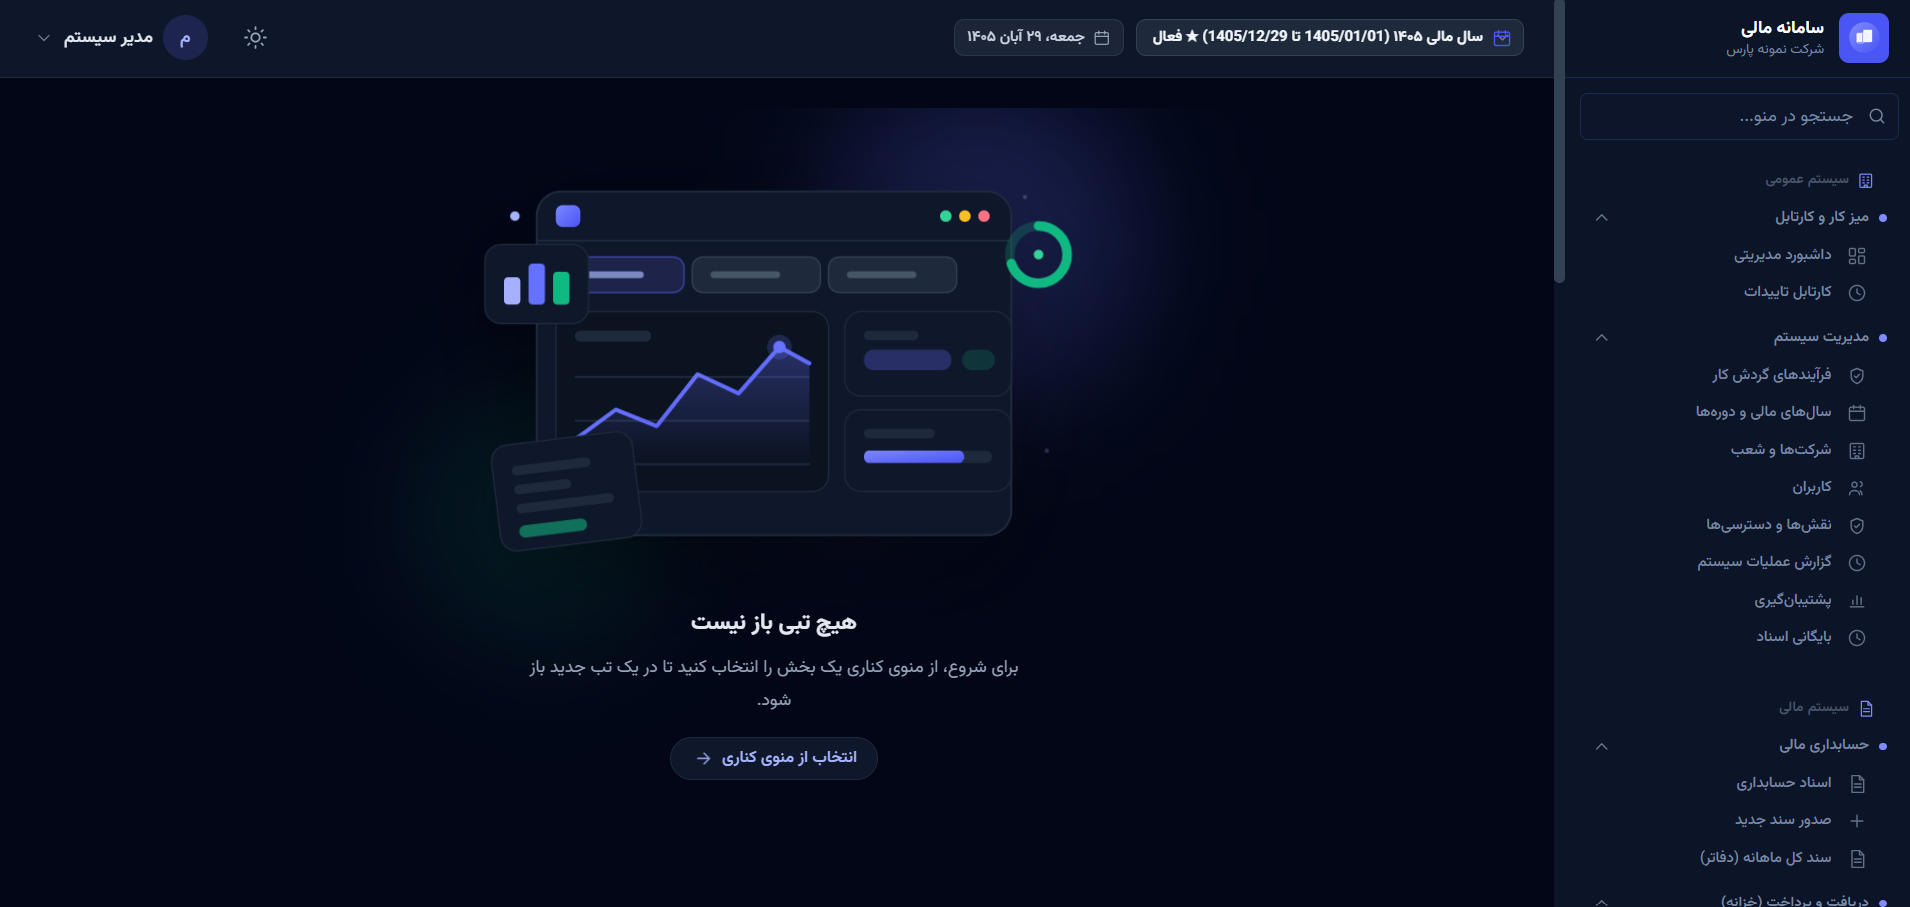 سامانه مالی
شرکت نمونه پارس
سال مالی ۱۴۰۵ (1405/01/01 تا 1405/12/29) ★ فعال
جمعه، ۲۹ آبان ۱۴۰۵
م
مدیر سیستم
جستجو در منو...
سیستم عمومی
میز کار و کارتابل
داشبورد مدیریتی
کارتابل تاییدات
مدیریت سیستم
فرآیندهای گردش کار
سال‌های مالی و دوره‌ها
شرکت‌ها و شعب
کاربران
نقش‌ها و دسترسی‌ها
گزارش عملیات سیستم
پشتیبان‌گیری
بایگانی اسناد
سیستم مالی
حسابداری مالی
اسناد حسابداری
صدور سند جدید
سند کل ماهانه (دفاتر)
دریافت و پرداخت (خزانه)
هیچ تبی باز نیست
برای شروع، از منوی کناری یک بخش را انتخاب کنید تا در یک تب جدید باز
شود.
انتخاب از منوی کناری